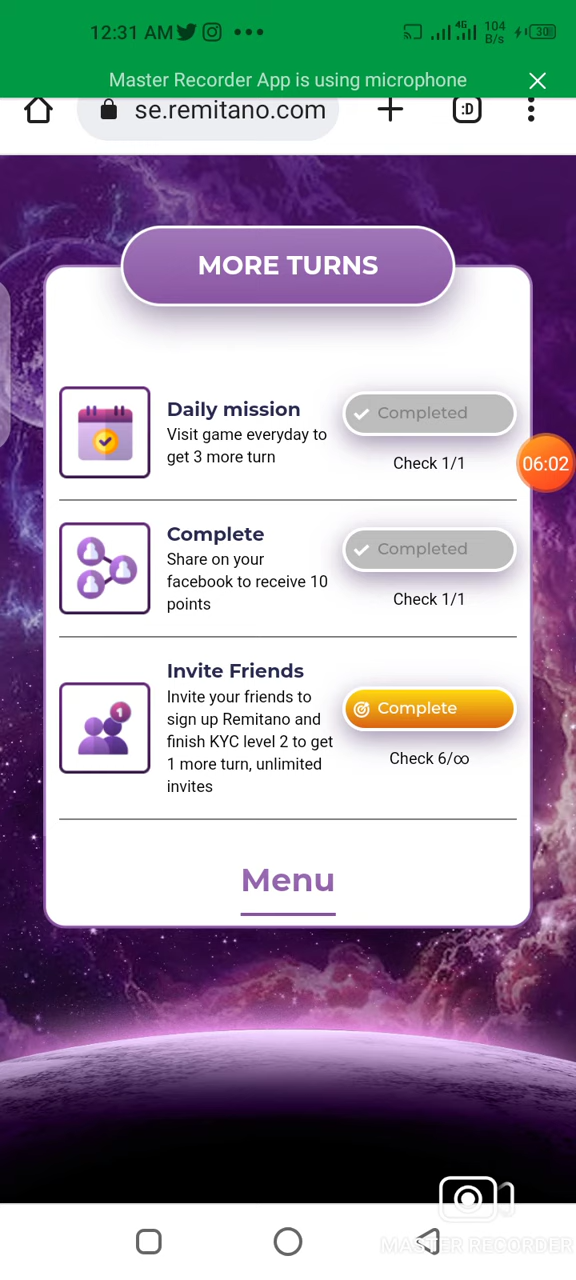 12:31 AM
4G
104 B/s
30
Master Recorder App is using microphone
se.remitano.com
:D
MORE TURNS
Daily mission
Visit game everyday to
get 3 more turn
Completed
Check 1/1
06:02
Complete
Share on your
facebook to receive 10
points
Completed
Check 1/1
Invite Friends
Invite your friends to
sign up Remitano and
finish KYC level 2 to get
1 more turn, unlimited
invites
1
Complete
Check 6/∞
Menu
MASTER RECORDER